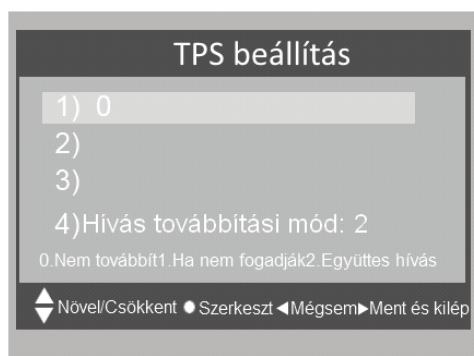 TPS beállítás
1) 0
2)
3)
4)Hívás továbbítási mód: 2
0.Nem továbbít1.Ha nem fogadják2.Együttes hívás
Növel/Csökkent Szerkeszt Mégsem Ment és kilép